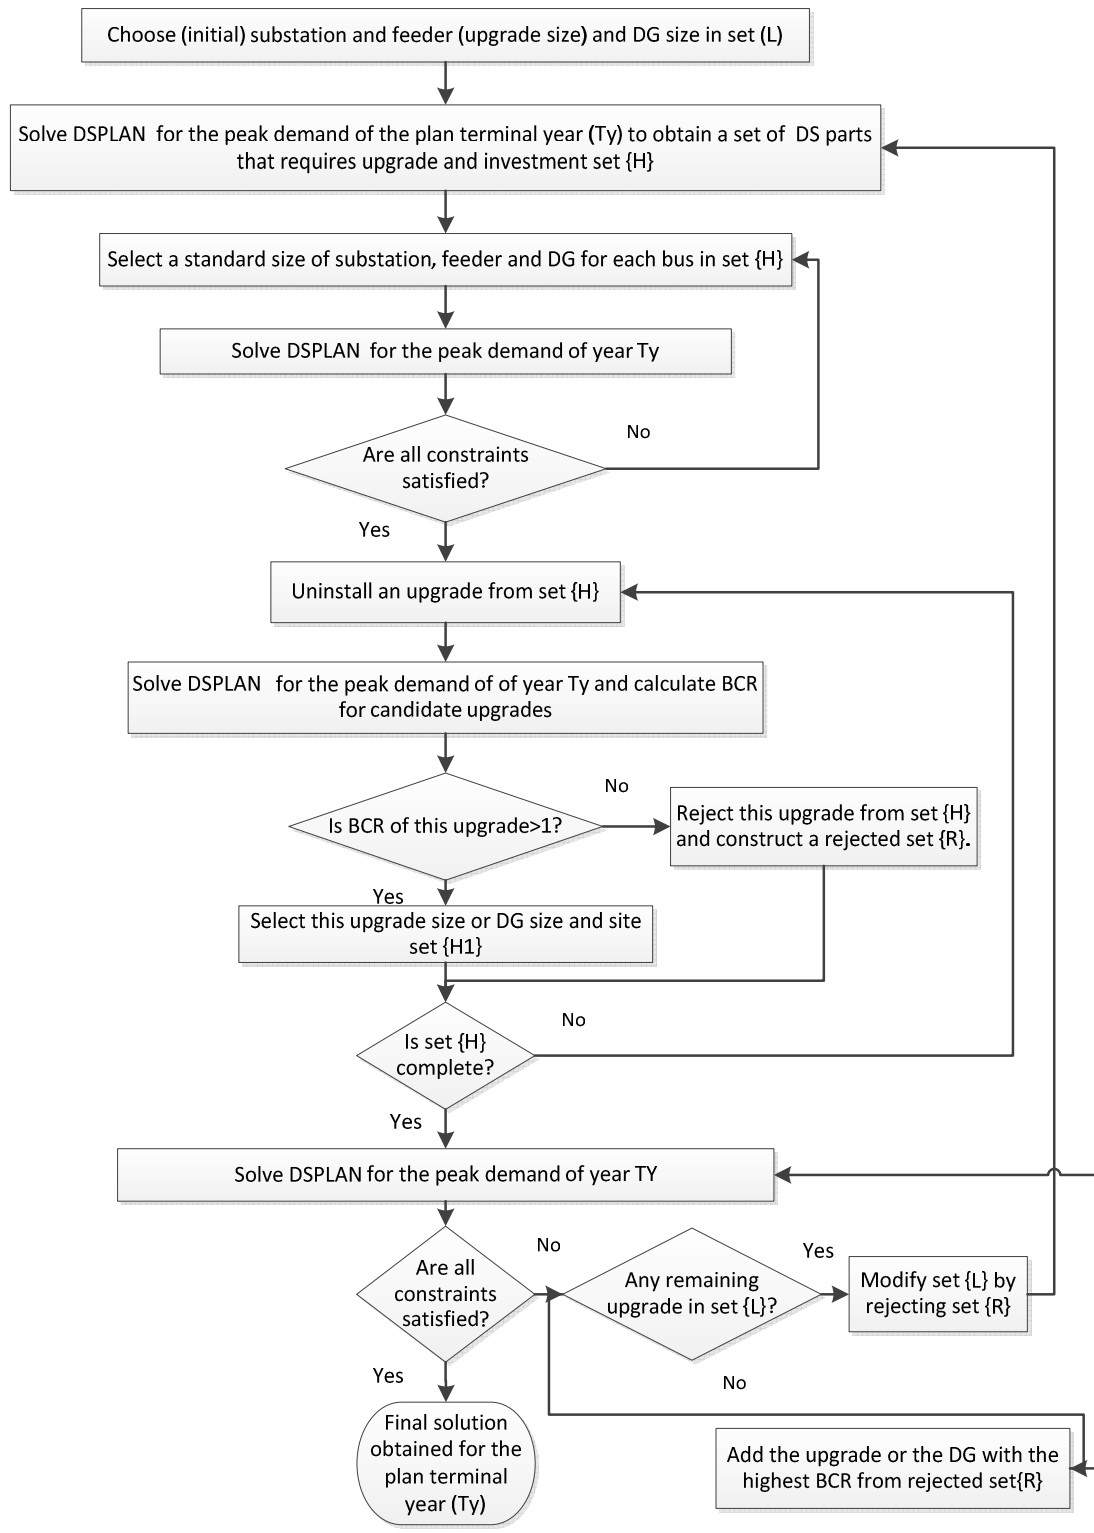 Choose (initial) substation and feeder (upgrade size) and DG size in set (L)
Solve DSPLAN for the peak demand of the plan terminal year (Ty) to obtain a set of DS parts
that requires upgrade and investment set {H}
Select a standard size of substation, feeder and DG for each bus in set {H}
Solve DSPLAN for the peak demand of year Ty
Are all constraints
satisfied?
No
Yes
Uninstall an upgrade from set {H}
Solve DSPLAN for the peak demand of of year Ty and calculate BCR
for candidate upgrades
Is BCR of this upgrade>1?
No
Reject this upgrade from set {H}
and construct a rejected set {R}.
Yes
Select this upgrade size or DG size and site
set {H1}
Is set {H}
complete?
No
Yes
Solve DSPLAN for the peak demand of year TY
Are all
constraints
satisfied?
No
Any remaining
upgrade in set {L}?
Yes
Modify set {L} by
rejecting set {R}
Yes
No
Final solution
obtained for the
plan terminal
year (Ty)
Add the upgrade or the DG with the
highest BCR from rejected set{R}